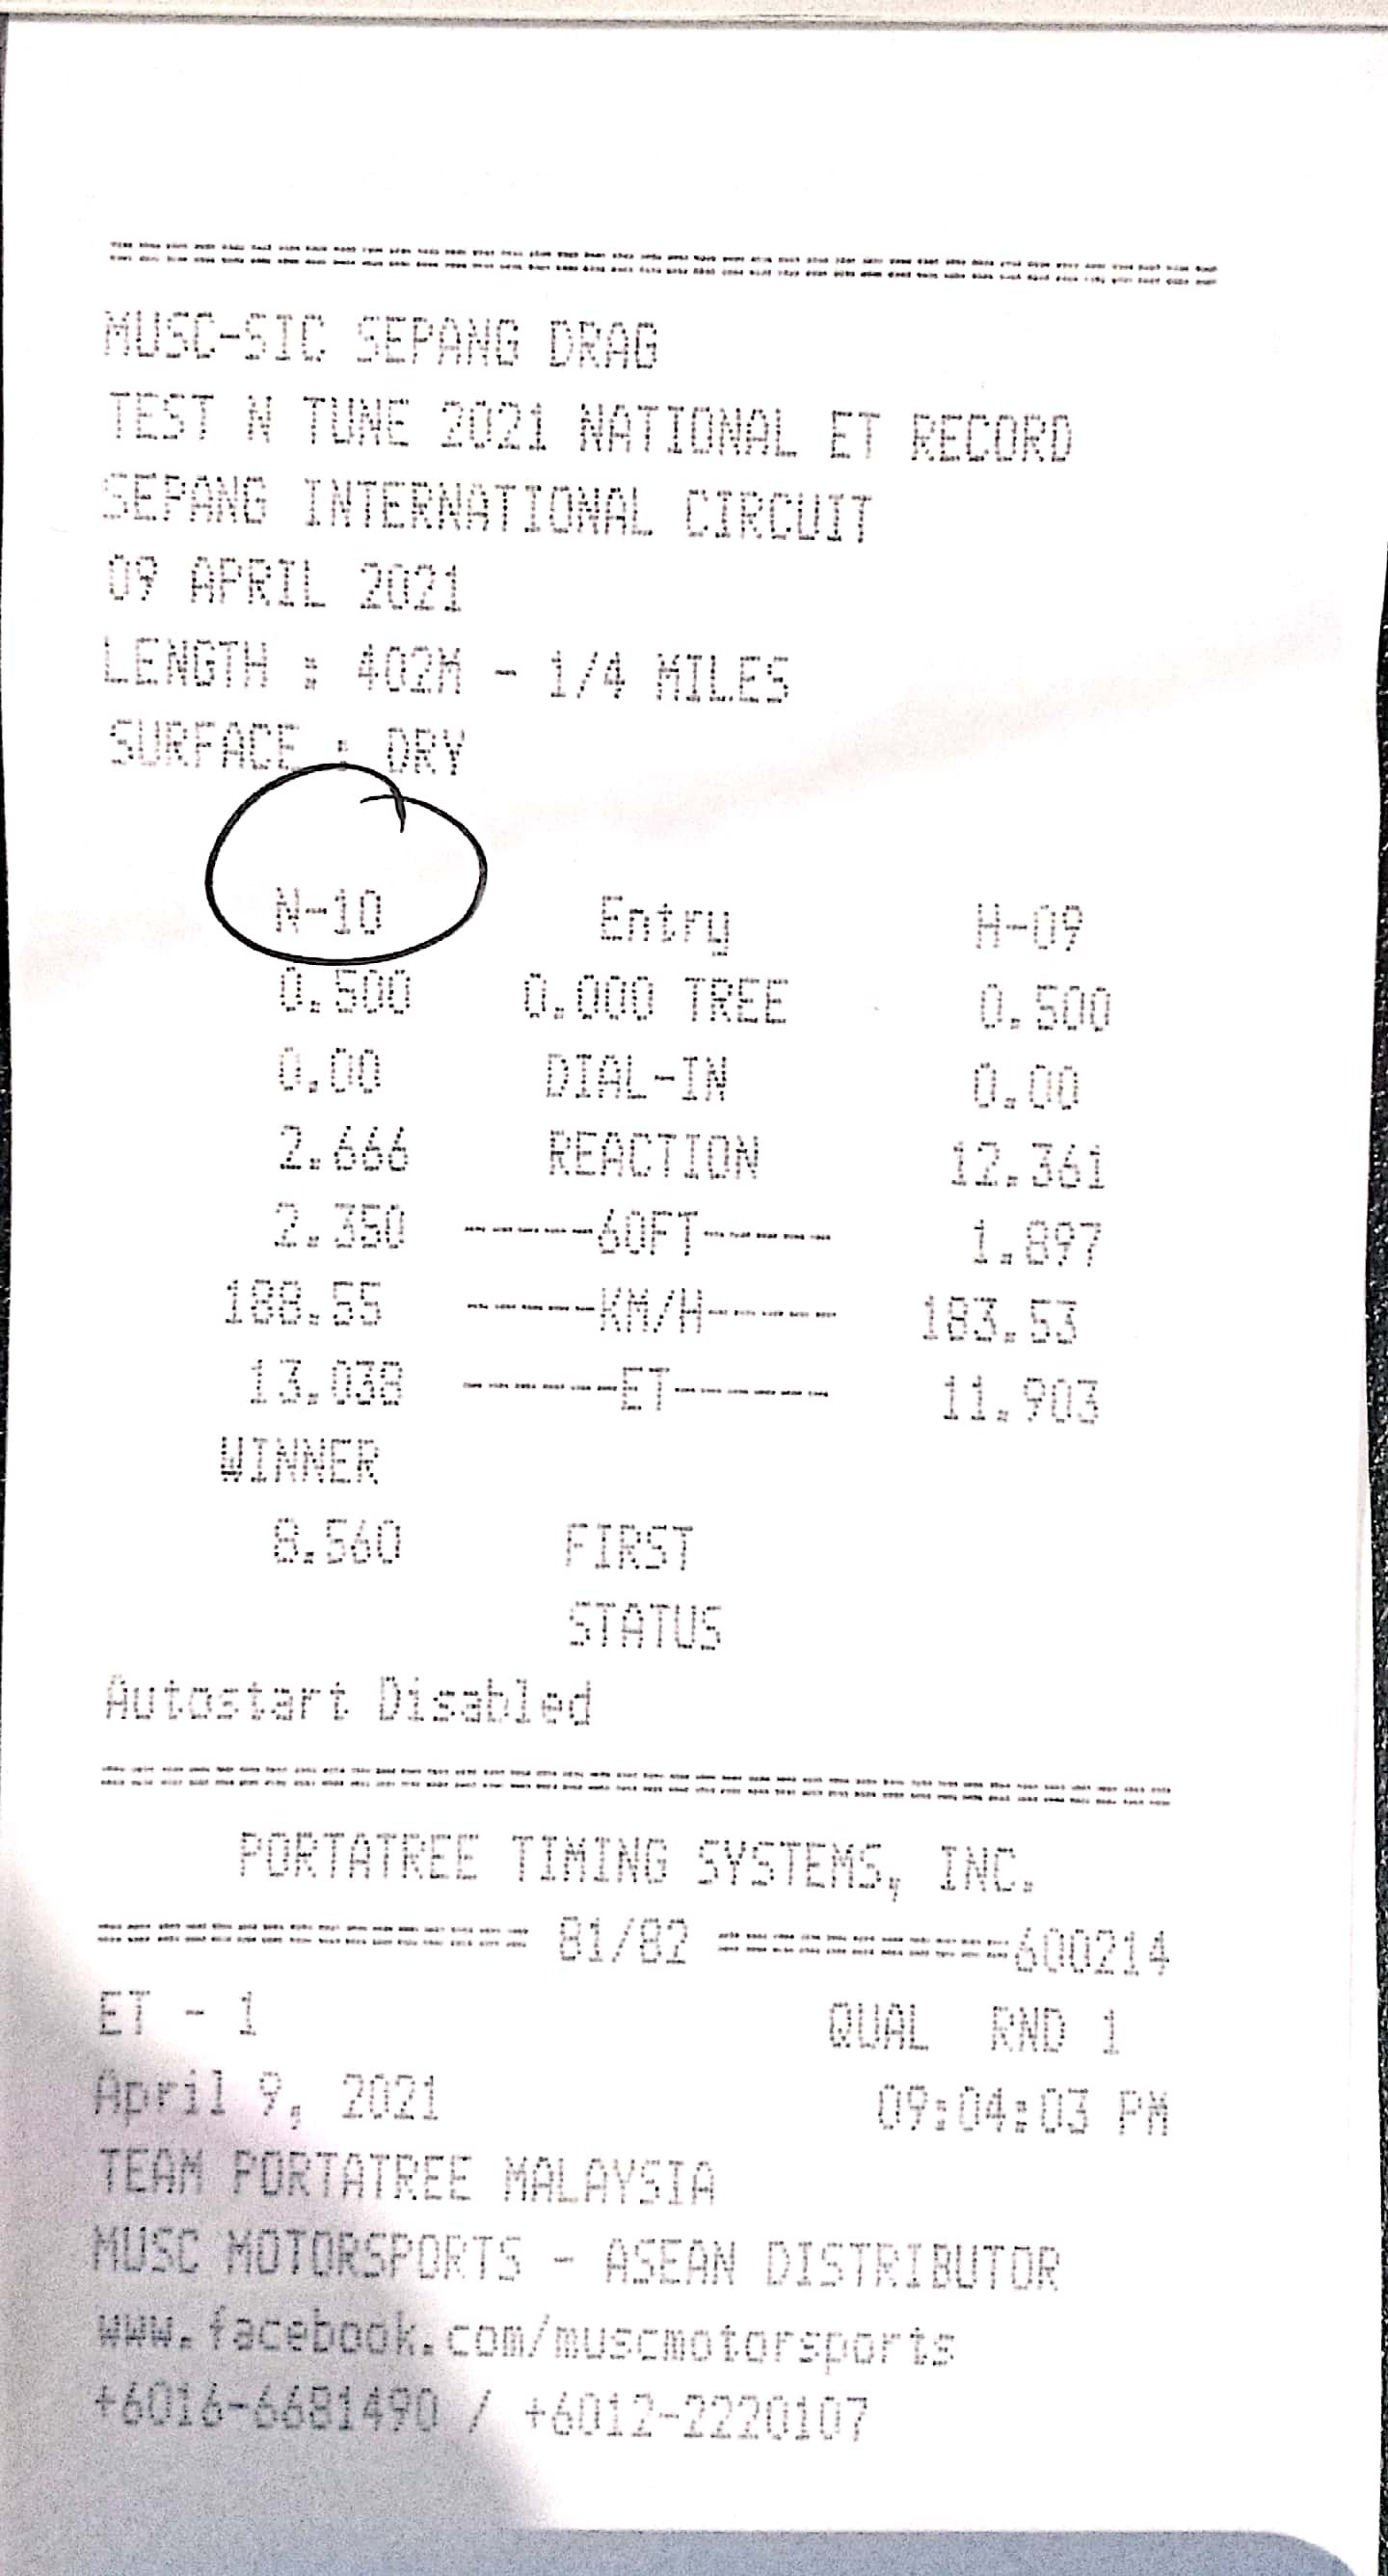 MUSC-SIC SEPANG DRAG
TEST N TUNE 2021 NATIONAL ET RECORD
SEPANG INTERNATIONAL CIRCUIT
09 APRIL 2021
LENGTH : 402M - 1/4 MILES
SURFACE : DRY
N-10 Entry H-09
0.500 0.000 TREE 0.500
0.00 DIAL-IN 0.00
2.666 REACTION 12.361
2.350 -----60FT----- 1.897
188.55 -----KM/H----- 183.53
13.038 ------ET------ 11.903
WINNER
8.560 FIRST
STATUS
Autostart Disabled
PORTATREE TIMING SYSTEMS, INC.
================ 81/82 ===========600214
ET - 1 QUAL RND 1
April 9, 2021 09:04:03 PM
TEAM PORTATREE MALAYSIA
MUSC MOTORSPORTS - ASEAN DISTRIBUTOR
www.facebook.com/muscmotorsports
+6016-6681490 / +6012-2220107